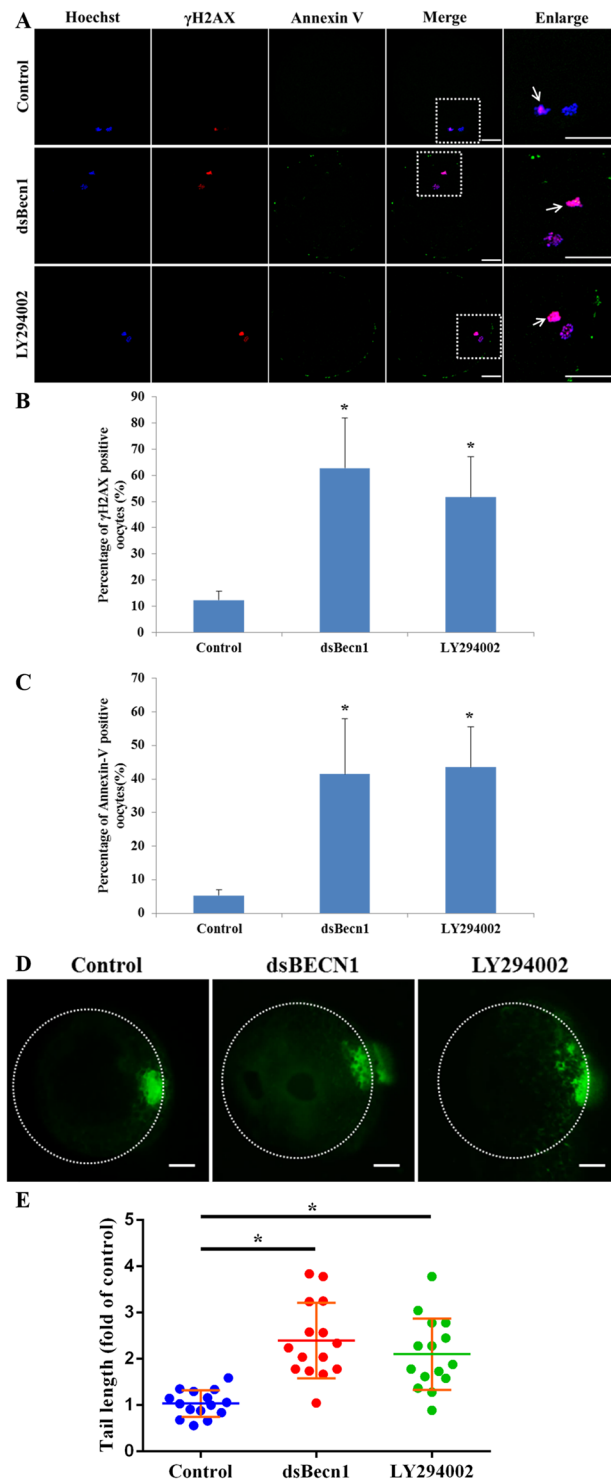 A
Hoechst
γH2AX
Annexin V
Merge
Enlarge
Control
dsBecn1
LY294002
B
Percentage of γH2AX positive
oocytes (%)
90
80
70
60
50
40
30
20
10
0
*
*
Control
dsBecn1
LY294002
C
Percentage of Annexin-V positive
oocytes(%)
70
60
50
40
30
20
10
0
*
*
Control
dsBecn1
LY294002
D
Control
dsBECN1
LY294002
E
Tail length (fold of control)
5
4
3
2
1
0
*
*
Control
dsBecn1
LY294002